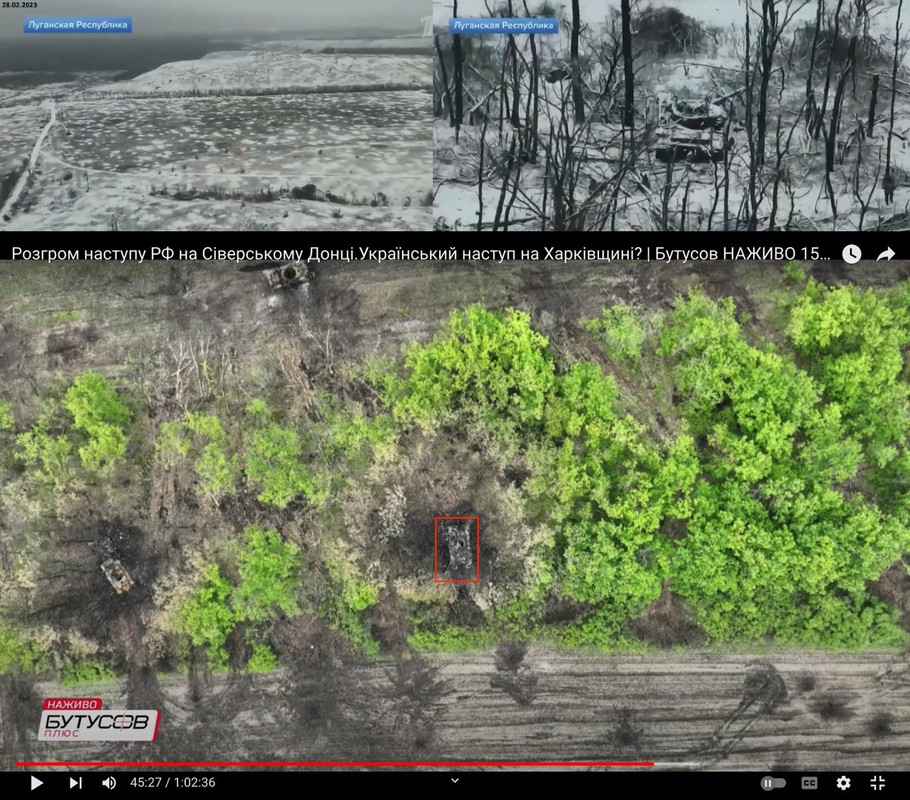 28.02.2023
Луганская Республика
Луганская Республика
Розгром наступу РФ на Сіверському Донці.Український наступ на Харківщині? | Бутусов НАЖИВО 15...
НАЖИВО
БУТУСОВ
ПЛЮС
45:27 / 1:02:36
CC